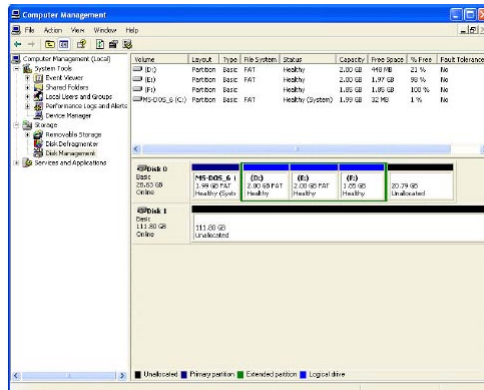 Computer Management
File Action View Window Help
Computer Management (Local)
System Tools
Event Viewer
Shared Folders
Local Users and Groups
Performance Logs and Alerts
Device Manager
Storage
Removable Storage
Disk Defragmenter
Disk Management
Services and Applications
Volume Layout Type File System Status Capacity Free Space % Free Fault Tolerance
(D:) Partition Basic FAT Healthy 2.00 GB 448 MB 21 % No
(E:) Partition Basic FAT Healthy 2.00 GB 1.97 GB 98 % No
(F:) Partition Basic Healthy 1.85 GB 1.85 GB 100 % No
MS-DOS_6 (C:) Partition Basic FAT Healthy (System) 1.99 GB 32 MB 1 % No
Disk 0
Basic
28.63 GB
Online
MS-DOS_6 (
1.99 GB FAT
Healthy (Syste
(D:)
2.00 GB FAT
Healthy
(E:)
2.00 GB FAT
Healthy
(F:)
1.85 GB
Healthy
20.79 GB
Unallocated
Disk 1
Basic
111.80 GB
Online
111.80 GB
Unallocated
Unallocated Primary partition Extended partition Logical drive